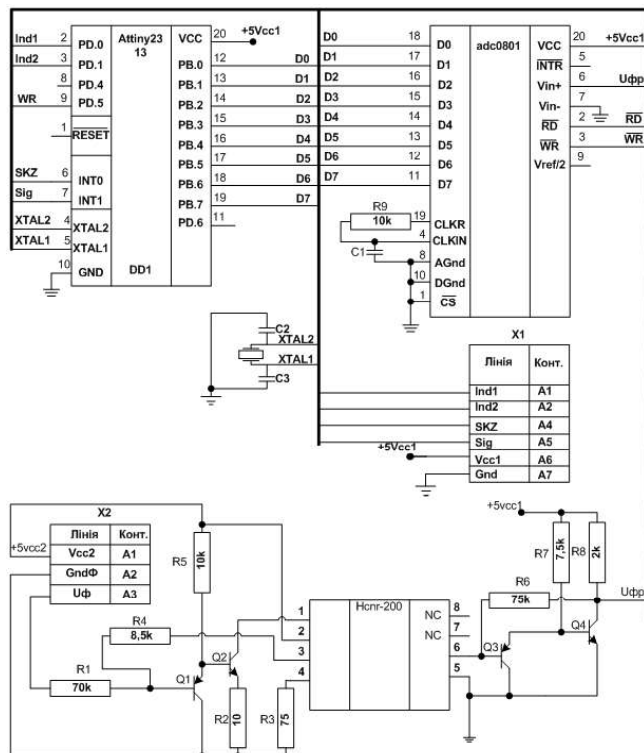 Ind1 2 PD.0 Attiny23 VCC 20 +5Vcc1 D0 18 D0 adc0801 VCC 20 +5Vcc1
13
Ind2 3 PD.1 PB.0 12 D0 D1 17 D1 INTR 5
8 PD.4 PB.1 13 D1 D2 16 D2 Vin+ 6 Uфр
WR 9 PD.5 PB.2 14 D2 D3 15 D3 Vin- 7
1 RESET PB.3 15 D3 D4 14 D4 RD 2 RD
PB.4 16 D4 D5 13 D5 WR 3 WR
SKZ 6 INT0 PB.5 17 D5 D6 12 D6 Vref/2 9
Sig 7 INT1 PB.6 18 D6 D7 11 D7
PB.7 19 D7
XTAL2 4 XTAL2 PD.6 11 R9 10k 19 CLKR
XTAL1 5 XTAL1 4 CLKIN
10 GND DD1 C1 8 AGnd
10 DGnd
1 CS
C2
XTAL2
XTAL1
C3
X1
Лінія Конт.
Ind1 A1
Ind2 A2
SKZ A4
Sig A5
+5Vcc1 Vcc1 A6
Gnd A7
X2
Лінія Конт.
+5vcc2 Vcc2 A1
GndФ A2
Uф A3
R5 10k
R4
8,5k
R1
70k
Q1
Q2
R2 10
R3 75
Hcnr-200
1
2
3
4
NC 8
NC 7
6
5
+5vcc1
R7 7,5k
R8 2k
R6
75k
Uфр
Q3
Q4